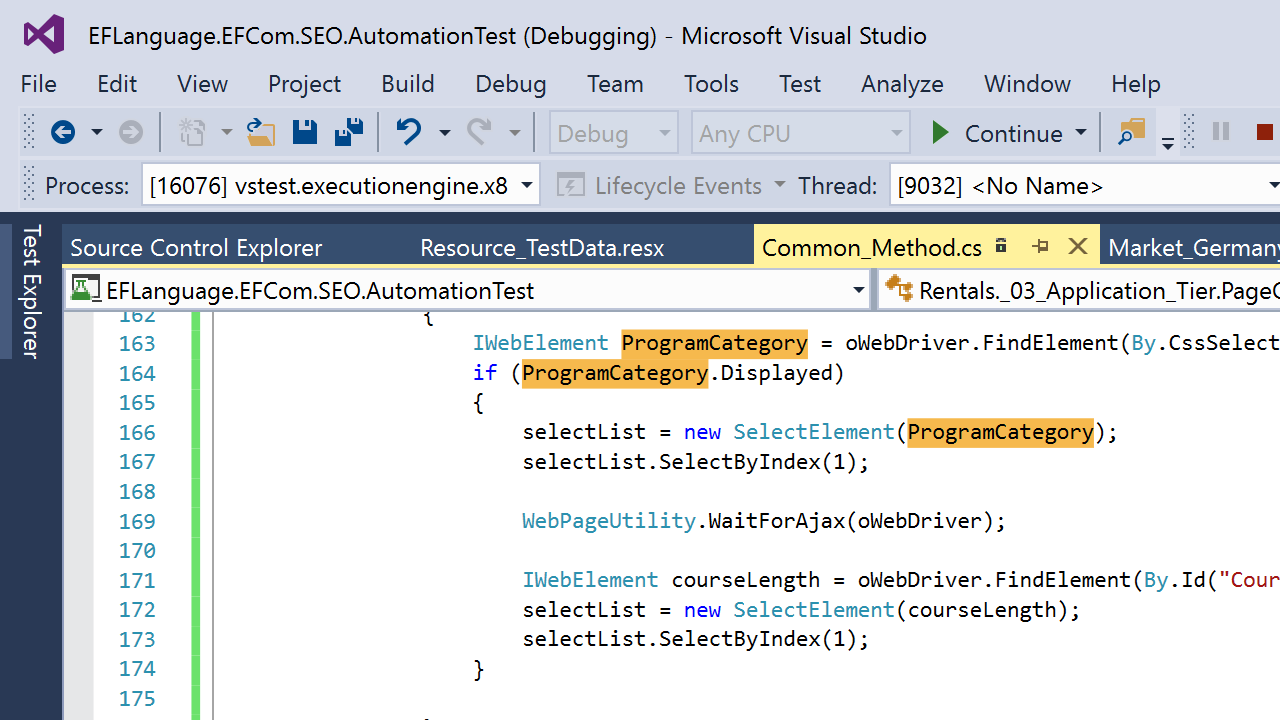 EFLanguage.EFCom.SEO.AutomationTest (Debugging) - Microsoft Visual Studio
File Edit View Project Build Debug Team Tools Test Analyze Window Help
Debug Any CPU Continue
Process: [16076] vstest.executionengine.x8 Lifecycle Events Thread: [9032] <No Name>
Test Explorer
Source Control Explorer Resource_TestData.resx Common_Method.cs Market_Germany
EFLanguage.EFCom.SEO.AutomationTest Rentals._03_Application_Tier.PageC
162 {
163 IWebElement ProgramCategory = oWebDriver.FindElement(By.CssSelect
164 if (ProgramCategory.Displayed)
165 {
166 selectList = new SelectElement(ProgramCategory);
167 selectList.SelectByIndex(1);
168
169 WebPageUtility.WaitForAjax(oWebDriver);
170
171 IWebElement courseLength = oWebDriver.FindElement(By.Id("Cour
172 selectList = new SelectElement(courseLength);
173 selectList.SelectByIndex(1);
174 }
175